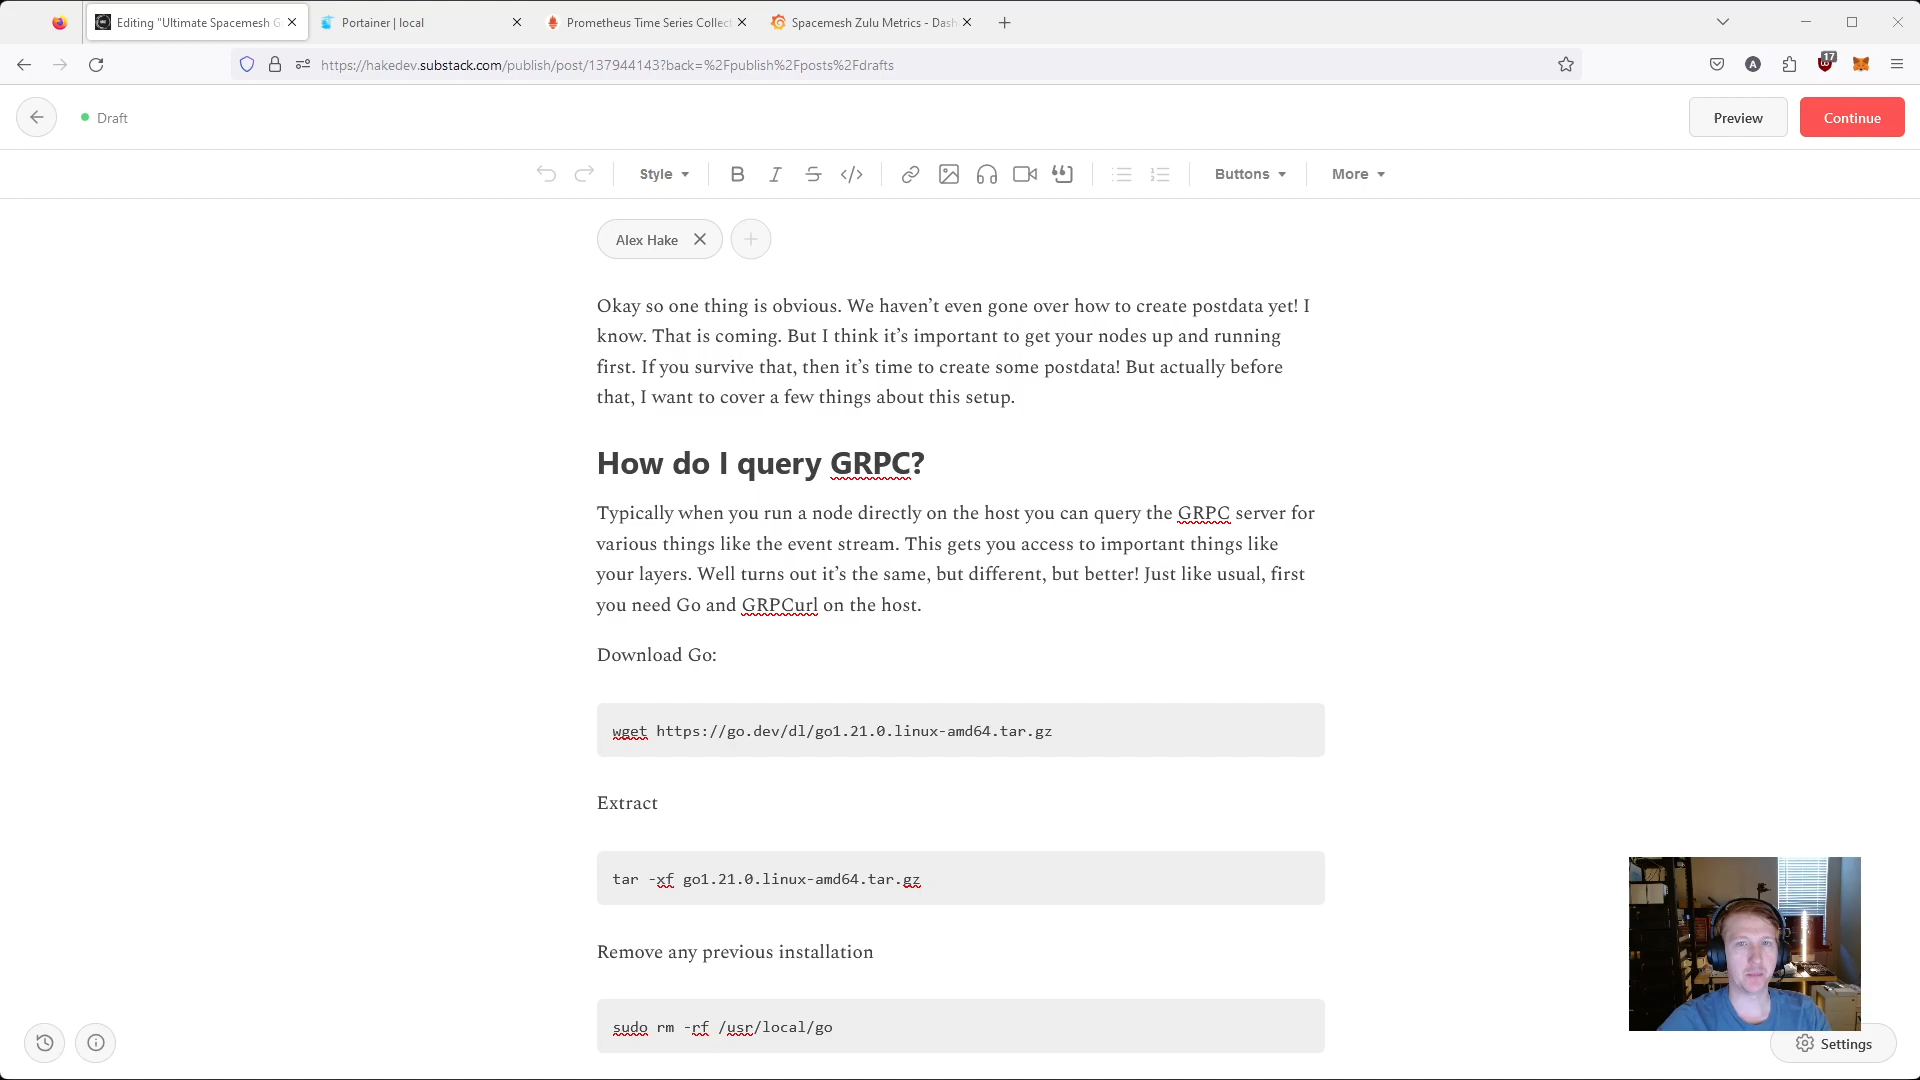 Editing "Ultimate Spacemesh G
Portainer | local
Prometheus Time Series Collect
Spacemesh Zulu Metrics - Dash
https://hakedev.substack.com/publish/post/137944143?back=%2Fpublish%2Fposts%2Fdrafts
A
17
Draft
Preview
Continue
Style
B
I
S
</>
Buttons
More
Alex Hake
Okay so one thing is obvious. We haven’t even gone over how to create postdata yet! I
know. That is coming. But I think it’s important to get your nodes up and running
first. If you survive that, then it’s time to create some postdata! But actually before
that, I want to cover a few things about this setup.
How do I query GRPC?
Typically when you run a node directly on the host you can query the GRPC server for
various things like the event stream. This gets you access to important things like
your layers. Well turns out it’s the same, but different, but better! Just like usual, first
you need Go and GRPCurl on the host.
Download Go:
wget https://go.dev/dl/go1.21.0.linux-amd64.tar.gz
Extract
tar -xf go1.21.0.linux-amd64.tar.gz
Remove any previous installation
sudo rm -rf /usr/local/go
Settings